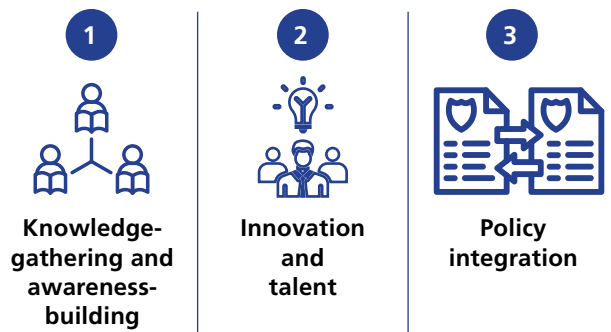 1
Knowledge-
gathering and
awareness-
building
2
Innovation
and
talent
3
Policy
integration